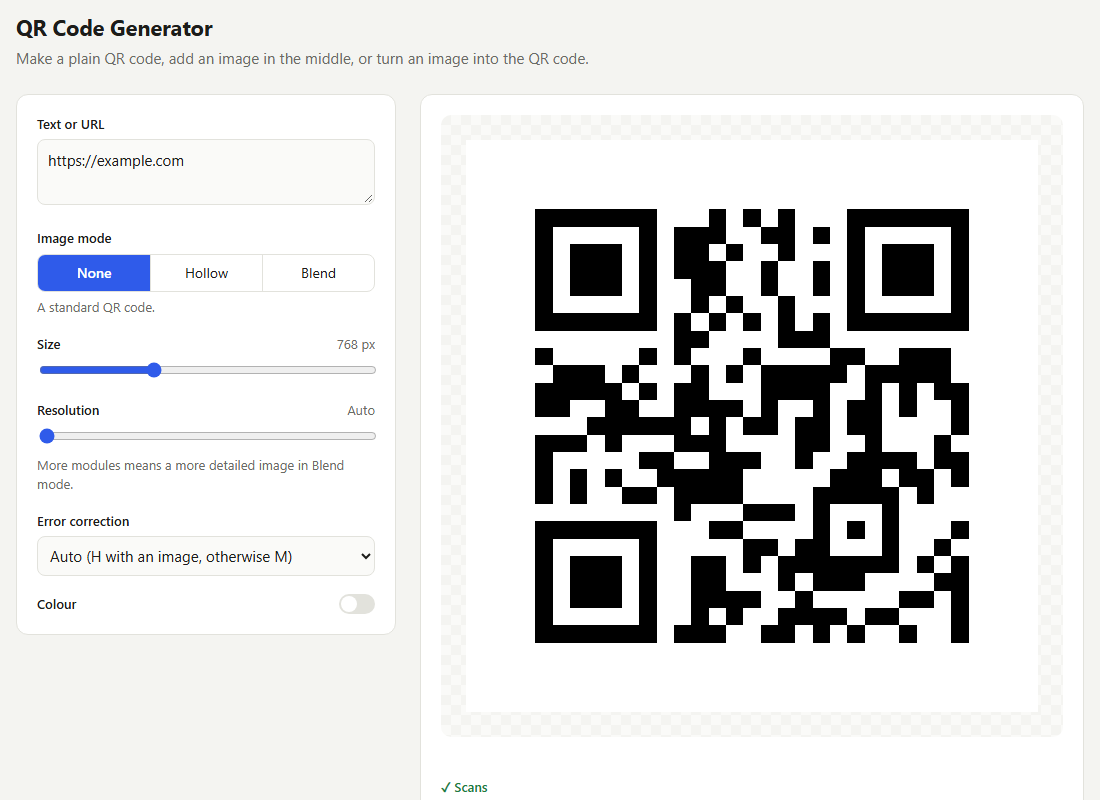 QR Code Generator
Make a plain QR code, add an image in the middle, or turn an image into the QR code.
Text or URL
https://example.com
Image mode
None
Hollow
Blend
A standard QR code.
Size
768 px
Resolution
Auto
More modules means a more detailed image in Blend
mode.
Error correction
Auto (H with an image, otherwise M)
Colour
✓ Scans